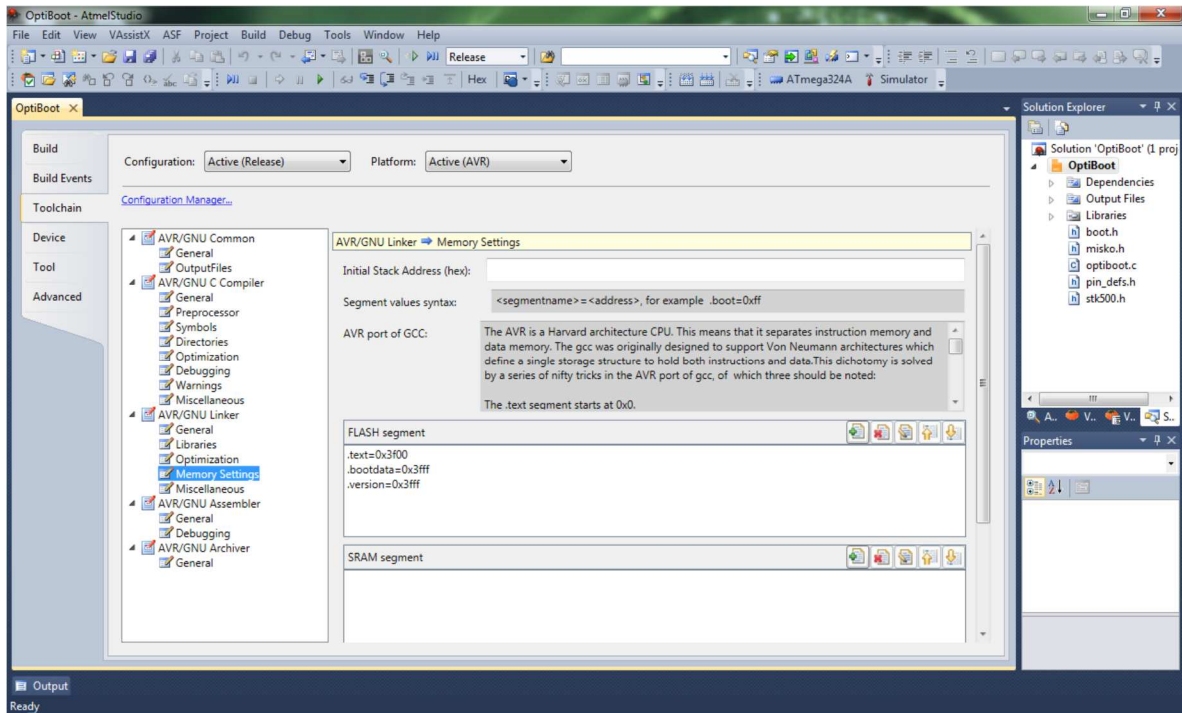 OptiBoot - AtmelStudio
File Edit View VAssistX ASF Project Build Debug Tools Window Help
Release
Hex
ATmega324A Simulator
OptiBoot
Build
Build Events
Toolchain
Device
Tool
Advanced
Configuration: Active (Release) Platform: Active (AVR)
Configuration Manager...
AVR/GNU Common
General
OutputFiles
AVR/GNU C Compiler
General
Preprocessor
Symbols
Directories
Optimization
Debugging
Warnings
Miscellaneous
AVR/GNU Linker
General
Libraries
Optimization
Memory Settings
Miscellaneous
AVR/GNU Assembler
General
Debugging
AVR/GNU Archiver
General
AVR/GNU Linker Memory Settings
Initial Stack Address (hex):
Segment values syntax: <segmentname>=<address>, for example .boot=0xff
AVR port of GCC: The AVR is a Harvard architecture CPU. This means that it separates instruction memory and
data memory. The gcc was originally designed to support Von Neumann architectures which
define a single storage structure to hold both instructions and data.This dichotomy is solved
by a series of nifty tricks in the AVR port of gcc, of which three should be noted:
The .text segment starts at 0x0.
FLASH segment
.text=0x3f00
.bootdata=0x3fff
.version=0x3fff
SRAM segment
Solution Explorer
Solution 'OptiBoot' (1 proj
OptiBoot
Dependencies
Output Files
Libraries
boot.h
misko.h
optiboot.c
pin_defs.h
stk500.h
A.. V.. V.. S..
Properties
Output
Ready